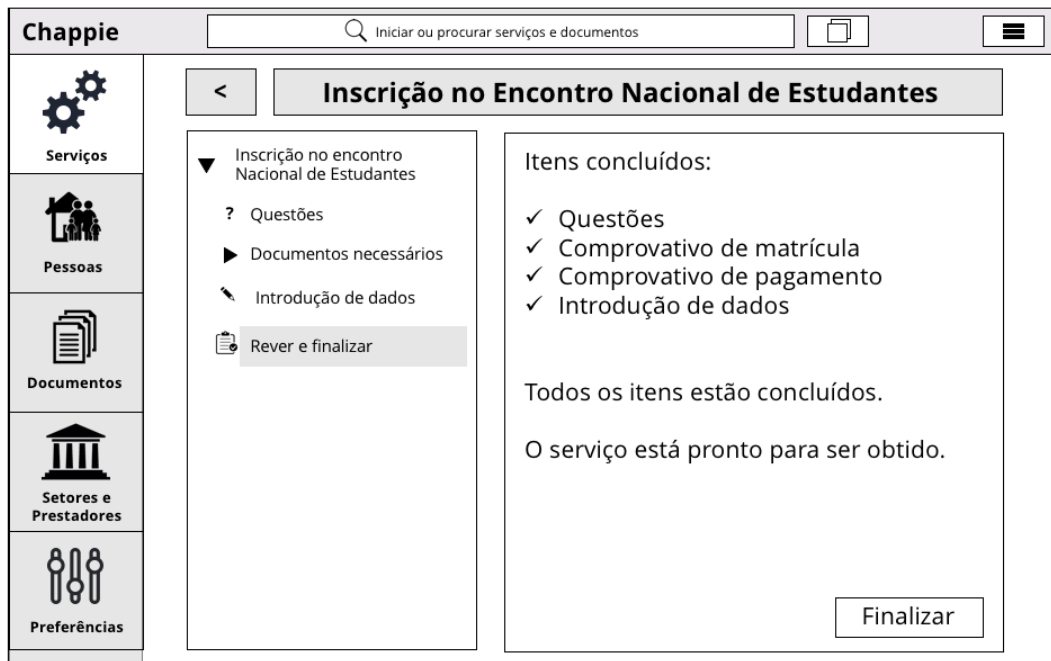 Chappie
Iniciar ou procurar serviços e documentos
Serviços
Pessoas
Documentos
Setores e
Prestadores
Preferências
<
Inscrição no Encontro Nacional de Estudantes
Inscrição no encontro
Nacional de Estudantes
? Questões
Documentos necessários
Introdução de dados
Rever e finalizar
Itens concluídos:
✓ Questões
✓ Comprovativo de matrícula
✓ Comprovativo de pagamento
✓ Introdução de dados
Todos os itens estão concluídos.
O serviço está pronto para ser obtido.
Finalizar